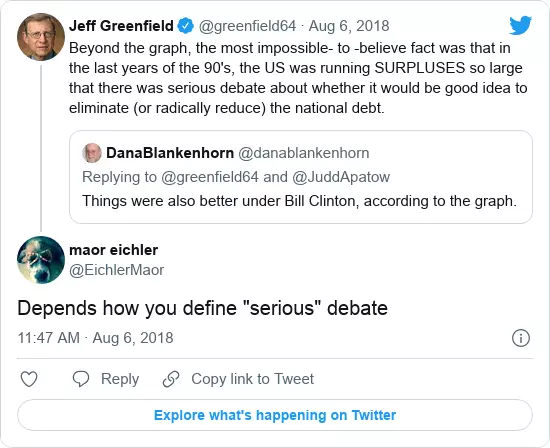 Jeff Greenfield @greenfield64 · Aug 6, 2018
Beyond the graph, the most impossible- to -believe fact was that in
the last years of the 90's, the US was running SURPLUSES so large
that there was serious debate about whether it would be good idea to
eliminate (or radically reduce) the national debt.
DanaBlankenhorn @danablankenhorn
Replying to @greenfield64 and @JuddApatow
Things were also better under Bill Clinton, according to the graph.
maor eichler
@EichlerMaor
Depends how you define "serious" debate
11:47 AM · Aug 6, 2018
Reply
Copy link to Tweet
Explore what's happening on Twitter